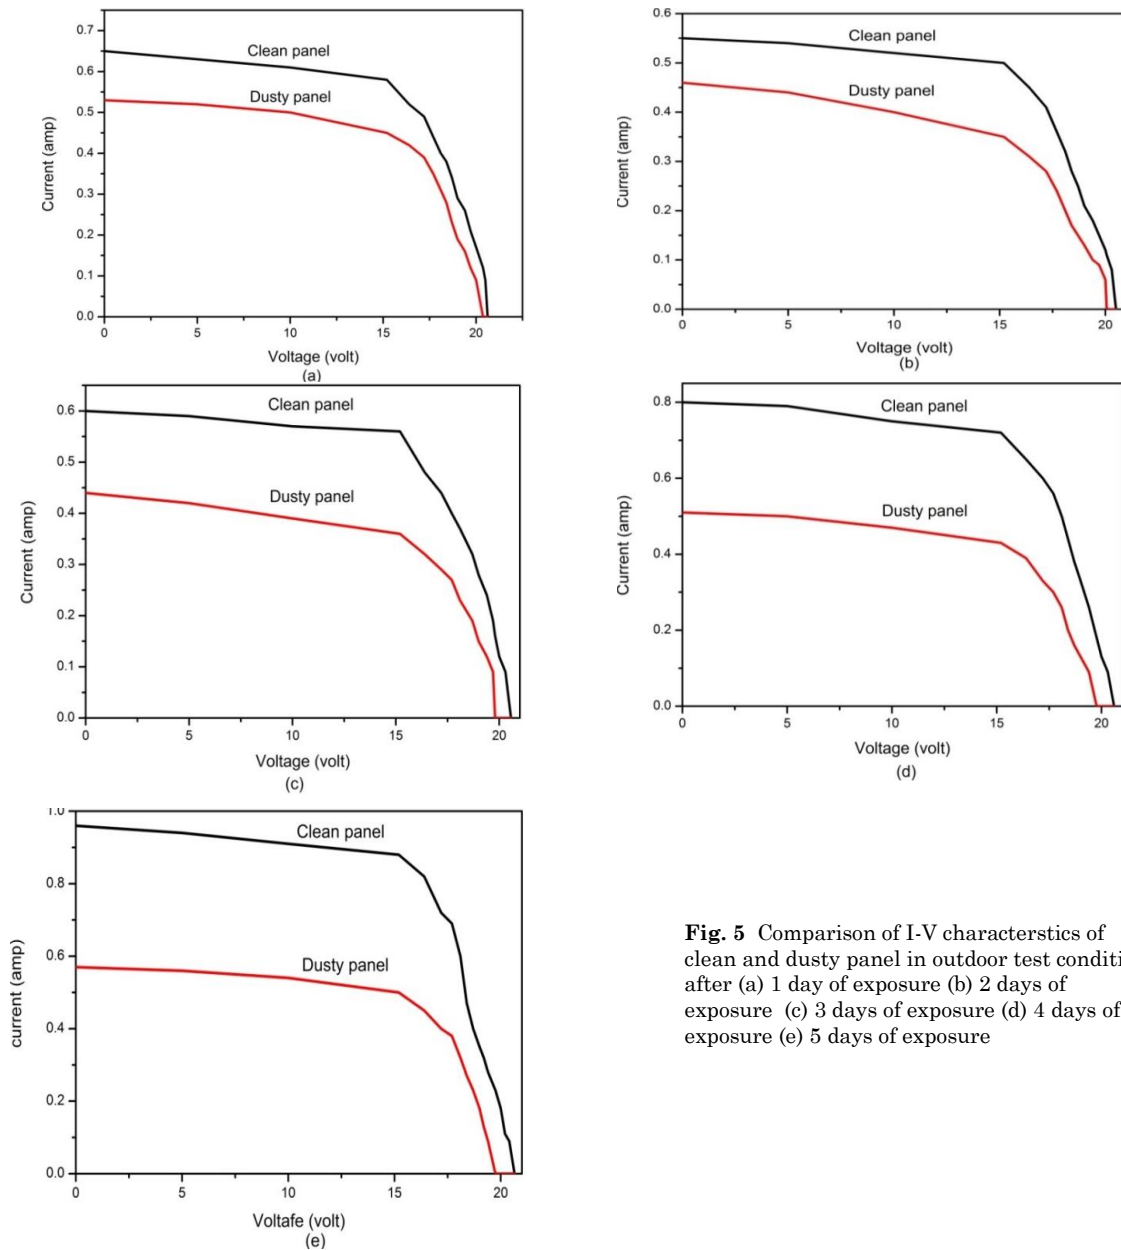 0.7
0.6
0.5
0.4
0.3
0.2
0.1
0.0
Current (amp)
Clean panel
Dusty panel
0 5 10 15 20
Voltage (volt)
(a)
0.6
0.5
0.4
0.3
0.2
0.1
0.0
Current (amp)
Clean panel
Dusty panel
0 5 10 15 20
Voltage (volt)
(b)
0.6
0.5
0.4
0.3
0.2
0.1
0.0
Current (amp)
Clean panel
Dusty panel
0 5 10 15 20
Voltage (volt)
(c)
0.8
0.6
0.4
0.2
0.0
Current (amp)
Clean panel
Dusty panel
0 5 10 15 20
Voltage (volt)
(d)
1.0
0.8
0.6
0.4
0.2
0.0
current (amp)
Clean panel
Dusty panel
0 5 10 15 20
Voltafe (volt)
(e)
Fig. 5 Comparison of I-V characterstics of
clean and dusty panel in outdoor test conditi
after (a) 1 day of exposure (b) 2 days of
exposure (c) 3 days of exposure (d) 4 days of
exposure (e) 5 days of exposure